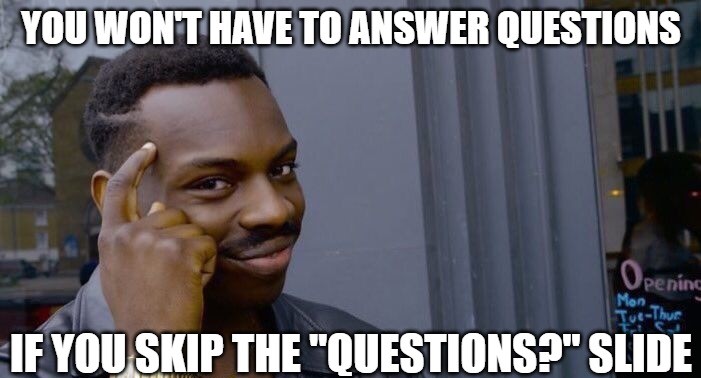 YOU WON'T HAVE TO ANSWER QUESTIONS
Opening
Mon
Tue-Thur
IF YOU SKIP THE "QUESTIONS?" SLIDE